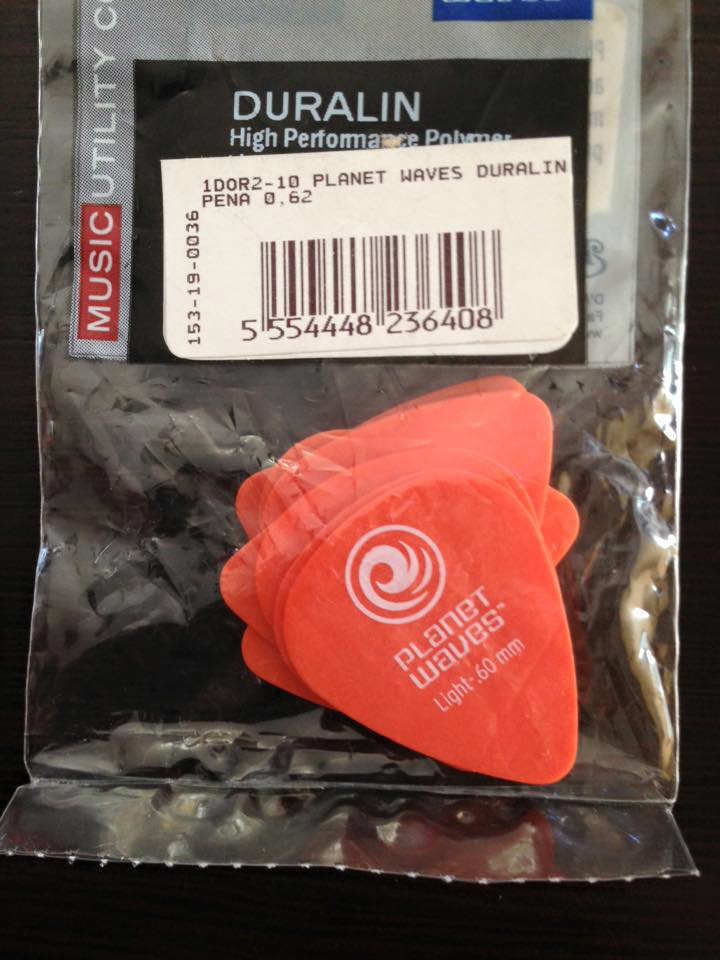 MUSIC UTILITY
DURALIN
High Performance Polymer
1DOR2-10 PLANET WAVES DURALIN
PENA 0,62
153-19-0036
5 554448 236408
PLANET
WAVES™
Light-.60 mm